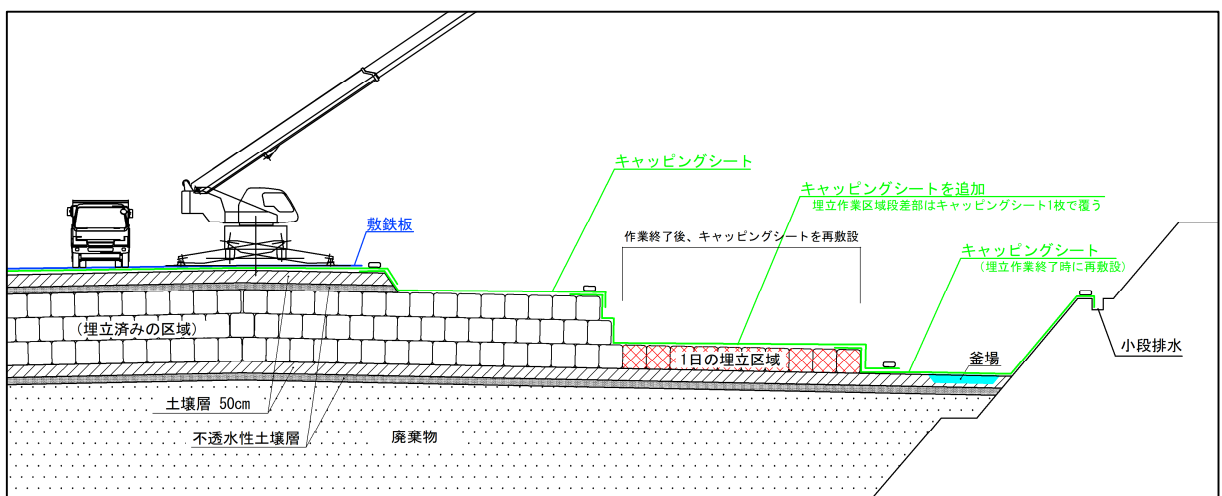 キャッピングシート
キャッピングシートを追加
埋立作業区域段差部はキャッピングシート1枚で覆う
敷鉄板
作業終了後、キャッピングシートを再敷設
キャッピングシート
(埋立作業終了時に再敷設)
(埋立済みの区域)
1日の埋立区域
釜場
小段排水
土壌層 50cm
不透水性土壌層
廃棄物